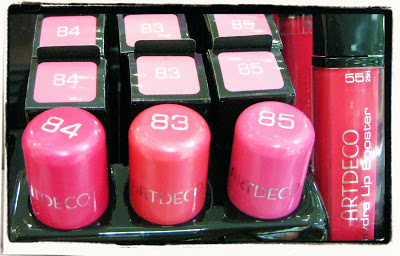 84 83 85
84 83 85
84 83 85
ARTDECO ARTDECO ARTDECO
55
ARTDECO
Hydra Lip Booster